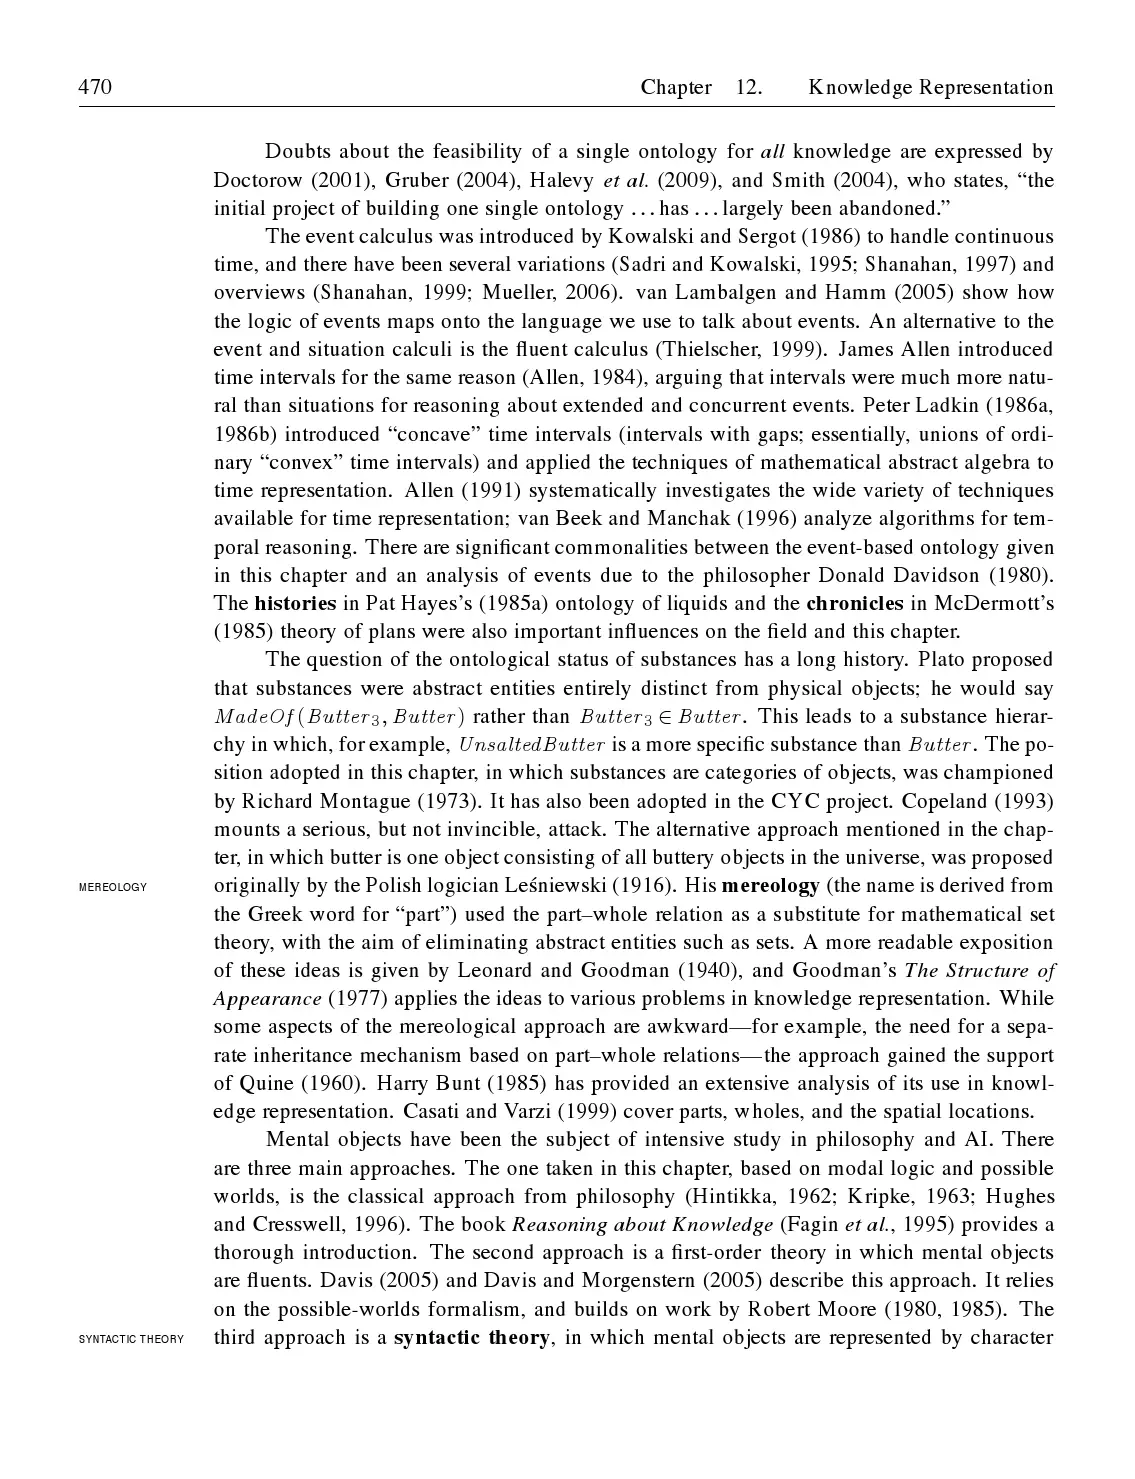 470 Chapter 12. Knowledge Representation
Doubts about the feasibility of a single ontology for all knowledge are expressed by
Doctorow (2001), Gruber (2004), Halevy et al. (2009), and Smith (2004), who states, “the
initial project of building one single ontology ... has ... largely been abandoned.”
The event calculus was introduced by Kowalski and Sergot (1986) to handle continuous
time, and there have been several variations (Sadri and Kowalski, 1995; Shanahan, 1997) and
overviews (Shanahan, 1999; Mueller, 2006). van Lambalgen and Hamm (2005) show how
the logic of events maps onto the language we use to talk about events. An alternative to the
event and situation calculi is the fluent calculus (Thielscher, 1999). James Allen introduced
time intervals for the same reason (Allen, 1984), arguing that intervals were much more natu-
ral than situations for reasoning about extended and concurrent events. Peter Ladkin (1986a,
1986b) introduced “concave” time intervals (intervals with gaps; essentially, unions of ordi-
nary “convex” time intervals) and applied the techniques of mathematical abstract algebra to
time representation. Allen (1991) systematically investigates the wide variety of techniques
available for time representation; van Beek and Manchak (1996) analyze algorithms for tem-
poral reasoning. There are significant commonalities between the event-based ontology given
in this chapter and an analysis of events due to the philosopher Donald Davidson (1980).
The histories in Pat Hayes’s (1985a) ontology of liquids and the chronicles in McDermott’s
(1985) theory of plans were also important influences on the field and this chapter.
The question of the ontological status of substances has a long history. Plato proposed
that substances were abstract entities entirely distinct from physical objects; he would say
MadeOf(Butter₃, Butter) rather than Butter₃ ∈ Butter. This leads to a substance hierar-
chy in which, for example, UnsaltedButter is a more specific substance than Butter. The po-
sition adopted in this chapter, in which substances are categories of objects, was championed
by Richard Montague (1973). It has also been adopted in the CYC project. Copeland (1993)
mounts a serious, but not invincible, attack. The alternative approach mentioned in the chap-
ter, in which butter is one object consisting of all buttery objects in the universe, was proposed
MEREOLOGY originally by the Polish logician Leśniewski (1916). His mereology (the name is derived from
the Greek word for “part”) used the part–whole relation as a substitute for mathematical set
theory, with the aim of eliminating abstract entities such as sets. A more readable exposition
of these ideas is given by Leonard and Goodman (1940), and Goodman’s The Structure of
Appearance (1977) applies the ideas to various problems in knowledge representation. While
some aspects of the mereological approach are awkward—for example, the need for a sepa-
rate inheritance mechanism based on part–whole relations—the approach gained the support
of Quine (1960). Harry Bunt (1985) has provided an extensive analysis of its use in knowl-
edge representation. Casati and Varzi (1999) cover parts, wholes, and the spatial locations.
Mental objects have been the subject of intensive study in philosophy and AI. There
are three main approaches. The one taken in this chapter, based on modal logic and possible
worlds, is the classical approach from philosophy (Hintikka, 1962; Kripke, 1963; Hughes
and Cresswell, 1996). The book Reasoning about Knowledge (Fagin et al., 1995) provides a
thorough introduction. The second approach is a first-order theory in which mental objects
are fluents. Davis (2005) and Davis and Morgenstern (2005) describe this approach. It relies
on the possible-worlds formalism, and builds on work by Robert Moore (1980, 1985). The
SYNTACTIC THEORY third approach is a syntactic theory, in which mental objects are represented by character